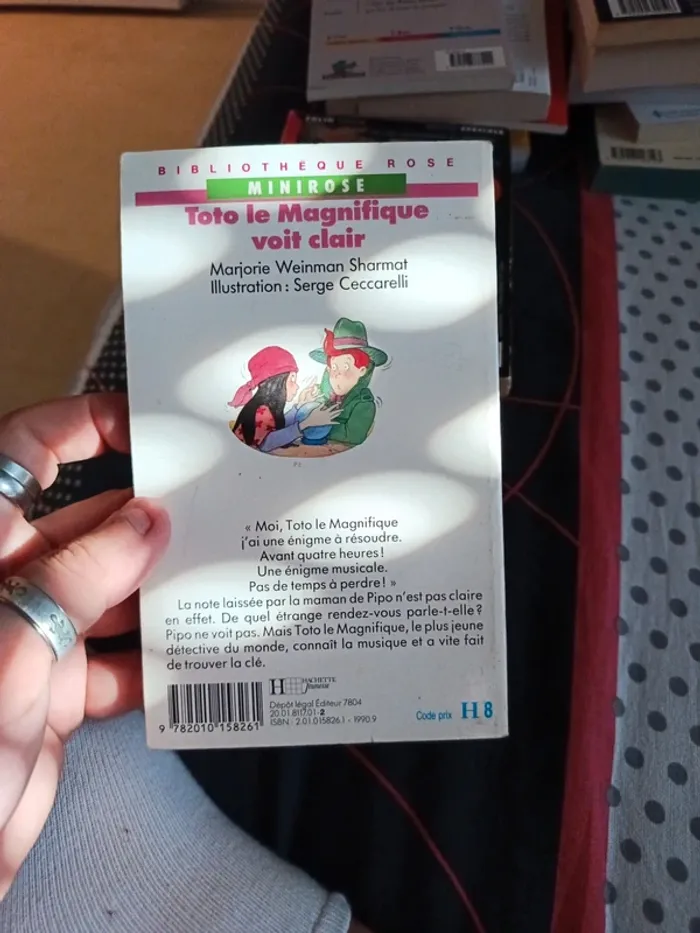 BIBLIOTHÈQUE ROSE
MINIROSE
Toto le Magnifique
voit clair
Marjorie Weinman Sharmat
Illustration : Serge Ceccarelli
« Moi, Toto le Magnifique
j'ai une énigme à résoudre.
Avant quatre heures !
Une énigme musicale.
Pas de temps à perdre ! »
La note laissée par la maman de Pipo n'est pas claire
en effet. De quel étrange rendez-vous parle-t-elle ?
Pipo ne voit pas. Mais Toto le Magnifique, le plus jeune
détective du monde, connaît la musique et a vite fait
de trouver la clé.
H HACHETTE
Jeunesse
Dépôt légal Éditeur 7804
20.01.8117.01-2
ISBN : 2.01.015826.1 - 1990.9
9 782010 158261
Code prix H 8